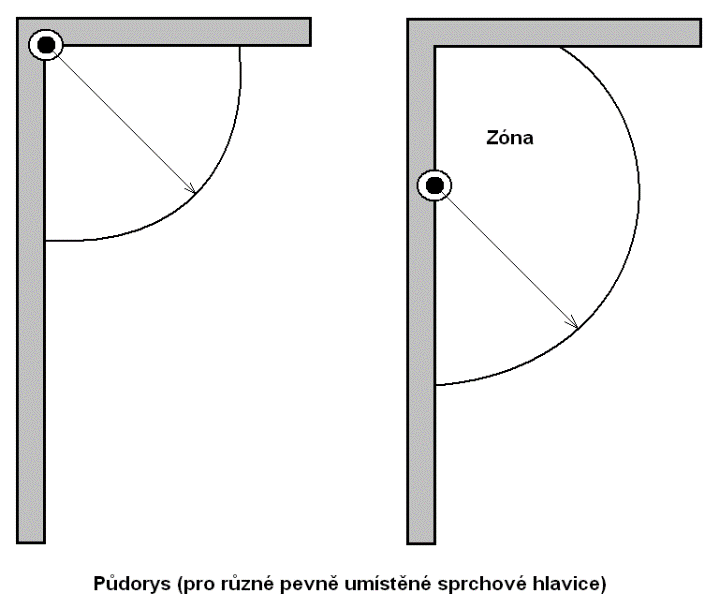 Zóna
Půdorys (pro různé pevně umístěné sprchové hlavice)